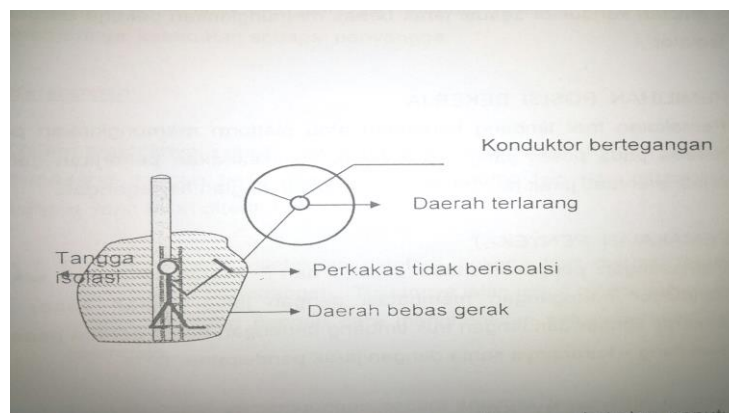 Konduktor bertegangan
Daerah terlarang
Tangga
isolasi
Perkakas tidak berisoalsi
Daerah bebas gerak